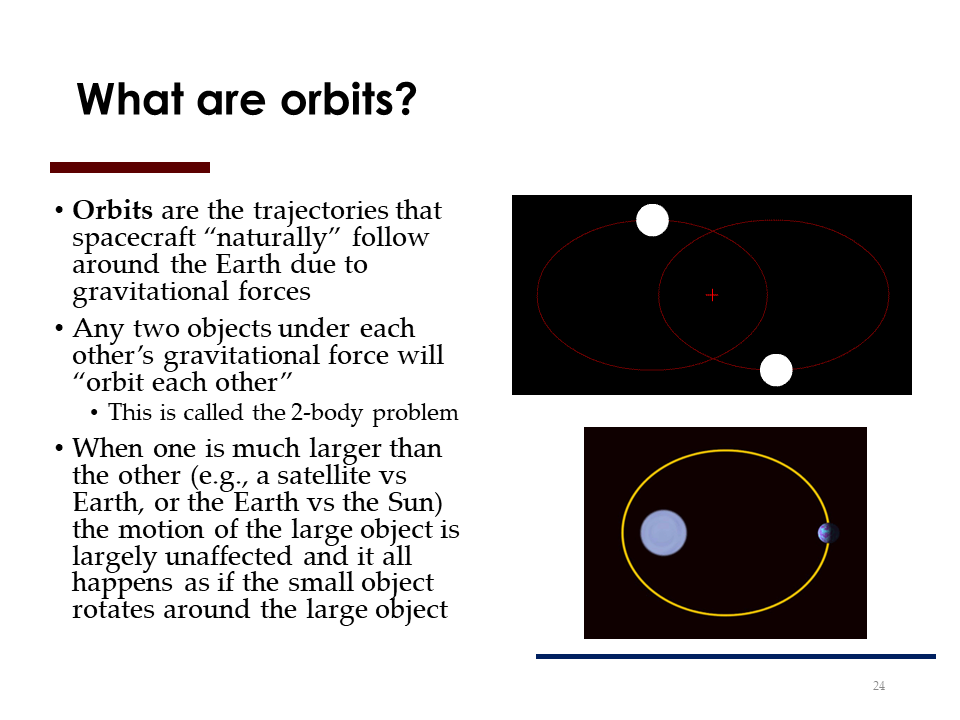 What are orbits?
• Orbits are the trajectories that
spacecraft “naturally” follow
around the Earth due to
gravitational forces
• Any two objects under each
other’s gravitational force will
“orbit each other”
• This is called the 2-body problem
• When one is much larger than
the other (e.g., a satellite vs
Earth, or the Earth vs the Sun)
the motion of the large object is
largely unaffected and it all
happens as if the small object
rotates around the large object
24